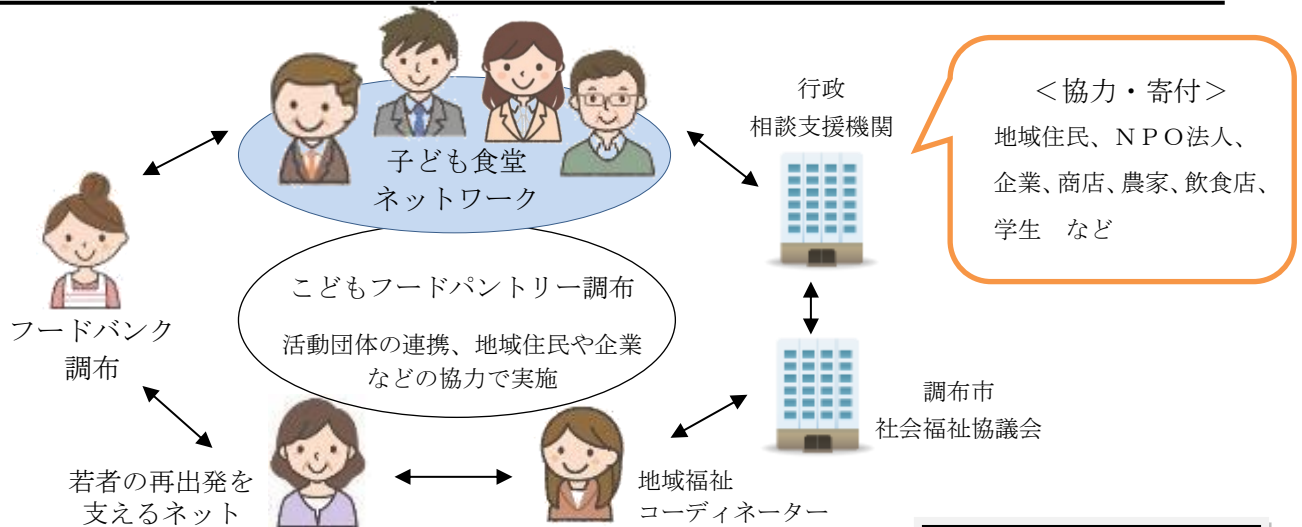 子ども食堂
ネットワーク
行政
相談支援機関
＜協力・寄付＞
地域住民、ＮＰＯ法人、
企業、商店、農家、飲食店、
学生　など
こどもフードパントリー調布
活動団体の連携、地域住民や企業
などの協力で実施
フードバンク
調布
調布市
社会福祉協議会
若者の再出発を
支えるネット
地域福祉
コーディネーター